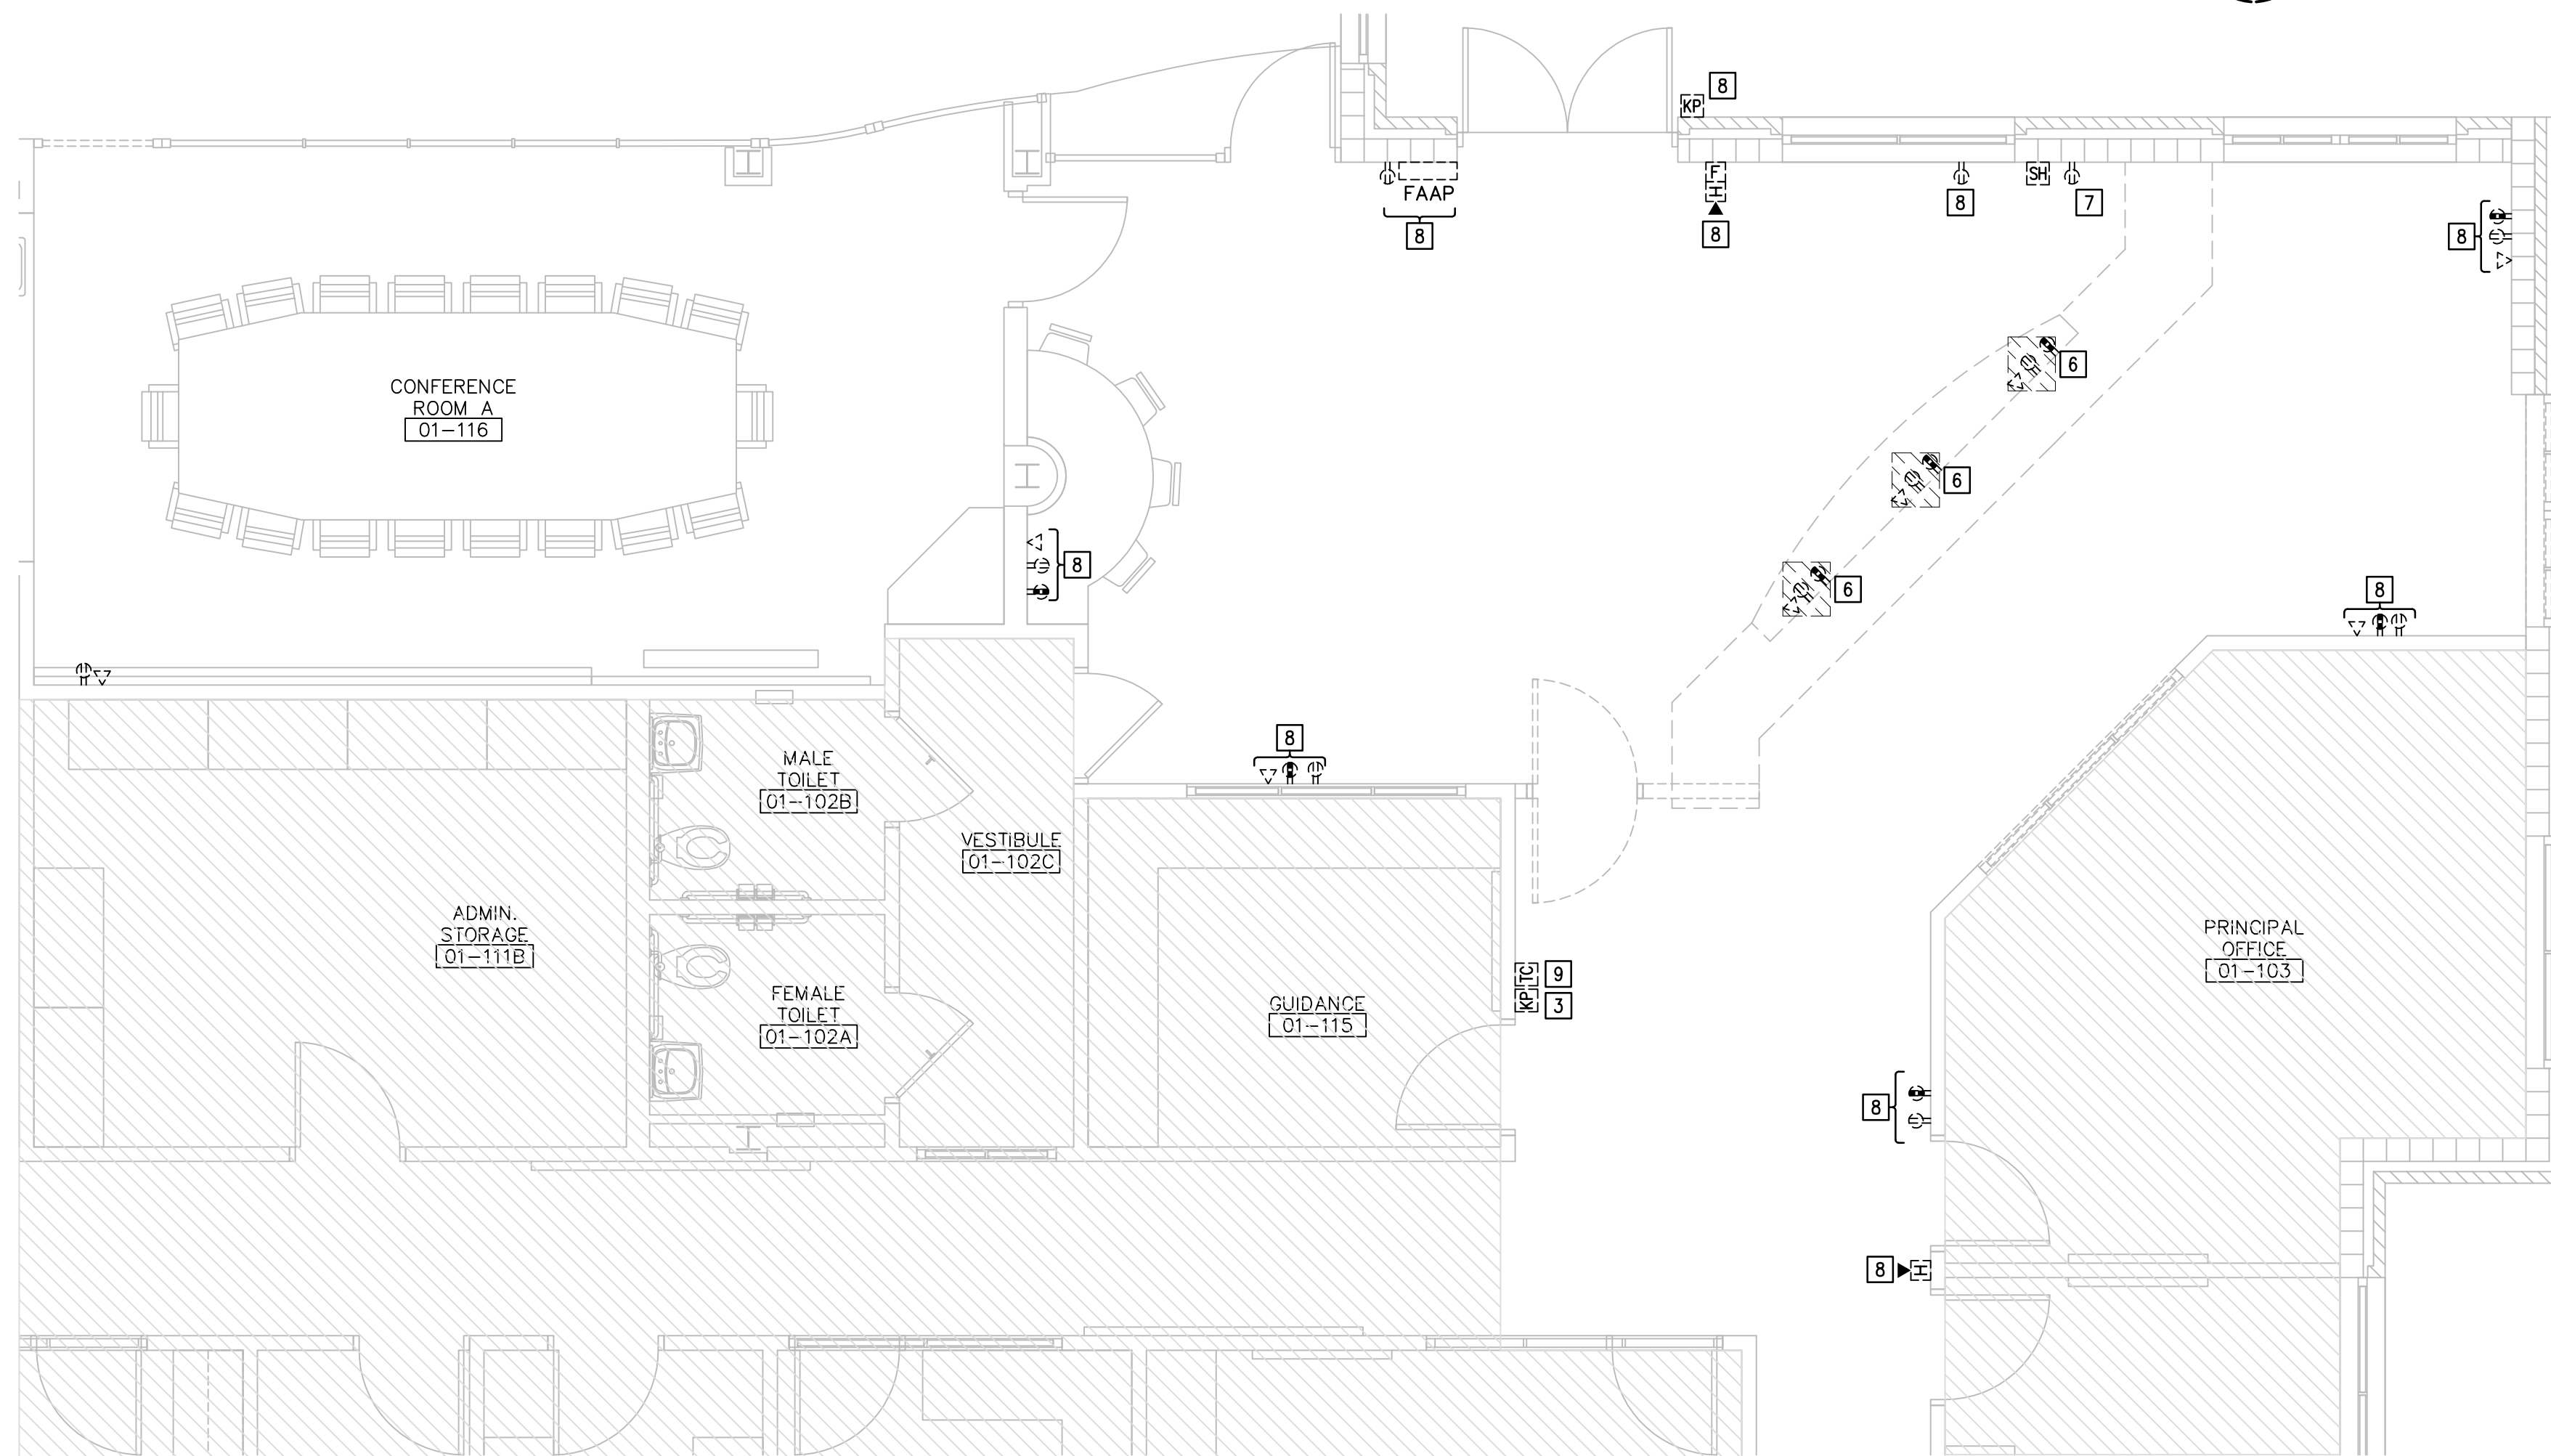 8
KP
F
H
8
FAAP
8
8
SH
7
8
6
6
6
CONFERENCE
ROOM A
01-116
8
8
8
MALE
TOILET
01-102B
VESTIBULE
01-102C
ADMIN.
STORAGE
01-111B
FEMALE
TOILET
01-102A
GUIDANCE
01-115
TC
9
KP
3
PRINCIPAL
OFFICE
01-103
8
8
H